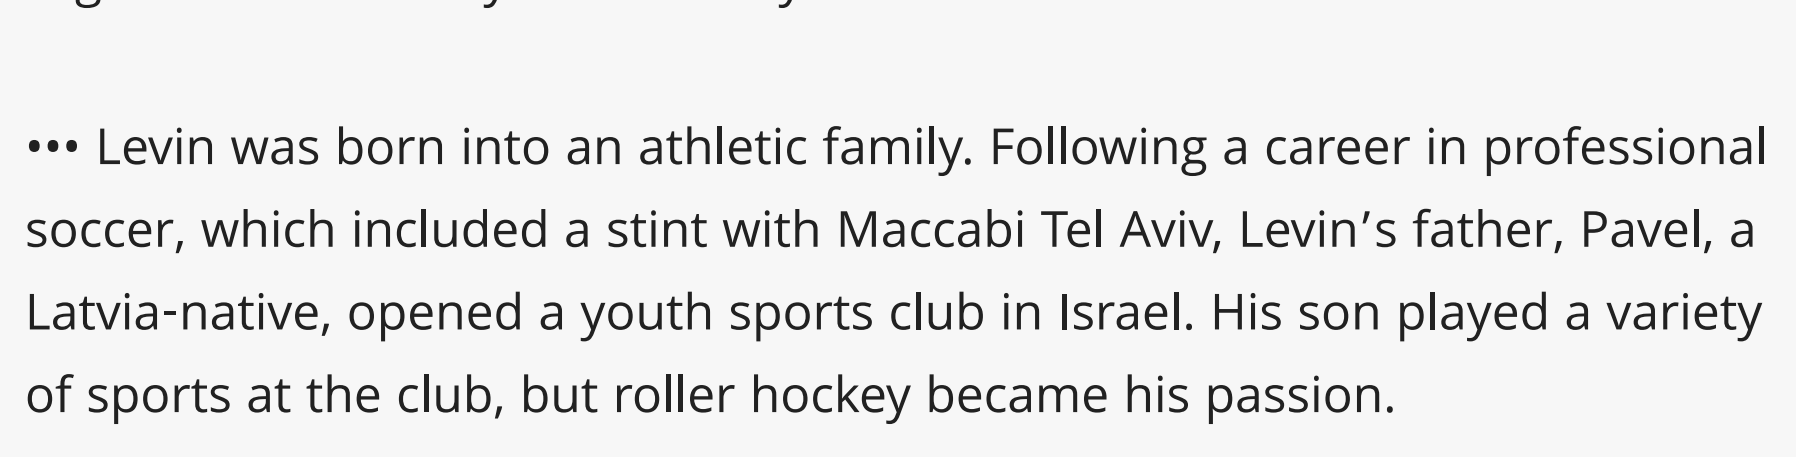 ••• Levin was born into an athletic family. Following a career in professional
soccer, which included a stint with Maccabi Tel Aviv, Levin’s father, Pavel, a
Latvia-native, opened a youth sports club in Israel. His son played a variety
of sports at the club, but roller hockey became his passion.